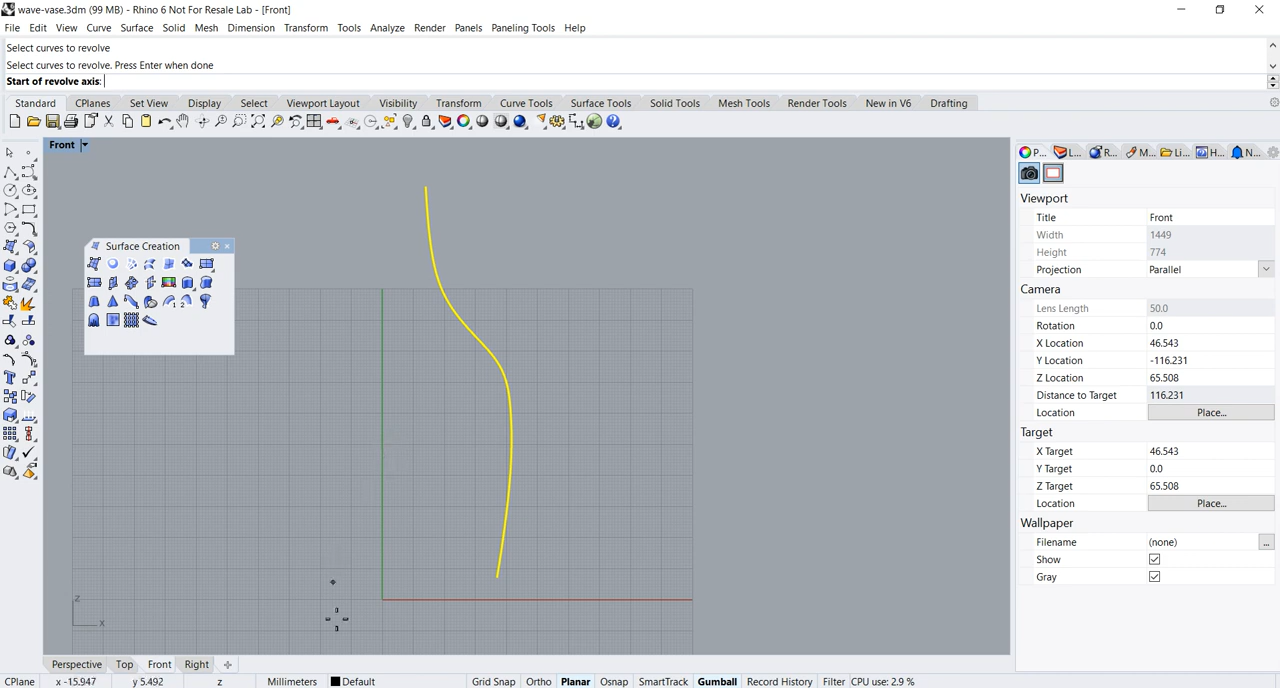 wave-vase.3dm (99 MB) - Rhino 6 Not For Resale Lab - [Front]
File Edit View Curve Surface Solid Mesh Dimension Transform Tools Analyze Render Panels Paneling Tools Help
Select curves to revolve
Select curves to revolve. Press Enter when done
Start of revolve axis:
Standard CPlanes Set View Display Select Viewport Layout Visibility Transform Curve Tools Surface Tools Solid Tools Mesh Tools Render Tools New in V6 Drafting
Front
P... L... R... M... Li... H... N...
Viewport
Title Front
Width 1449
Height 774
Projection Parallel
Camera
Lens Length 50.0
Rotation 0.0
X Location 46.543
Y Location -116.231
Z Location 65.508
Distance to Target 116.231
Location Place...
Target
X Target 46.543
Y Target 0.0
Z Target 65.508
Location Place...
Wallpaper
Filename (none) ...
Show
Gray
Surface Creation
z
x
Perspective Top Front Right
CPlane x -15.947 y 5.492 z Millimeters Default Grid Snap Ortho Planar Osnap SmartTrack Gumball Record History Filter CPU use: 2.9 %